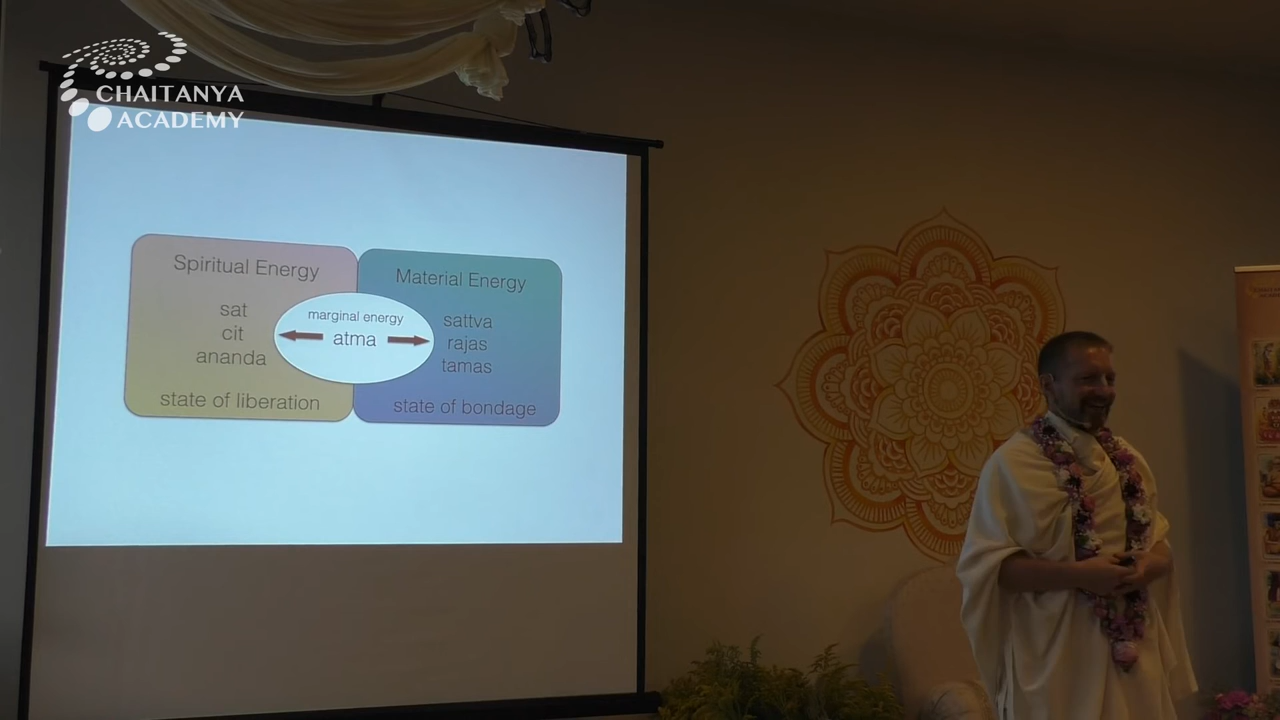 CHAITANYA
ACADEMY
Spiritual Energy
sat
cit
ananda
state of liberation
marginal energy
atma
Material Energy
sattva
rajas
tamas
state of bondage